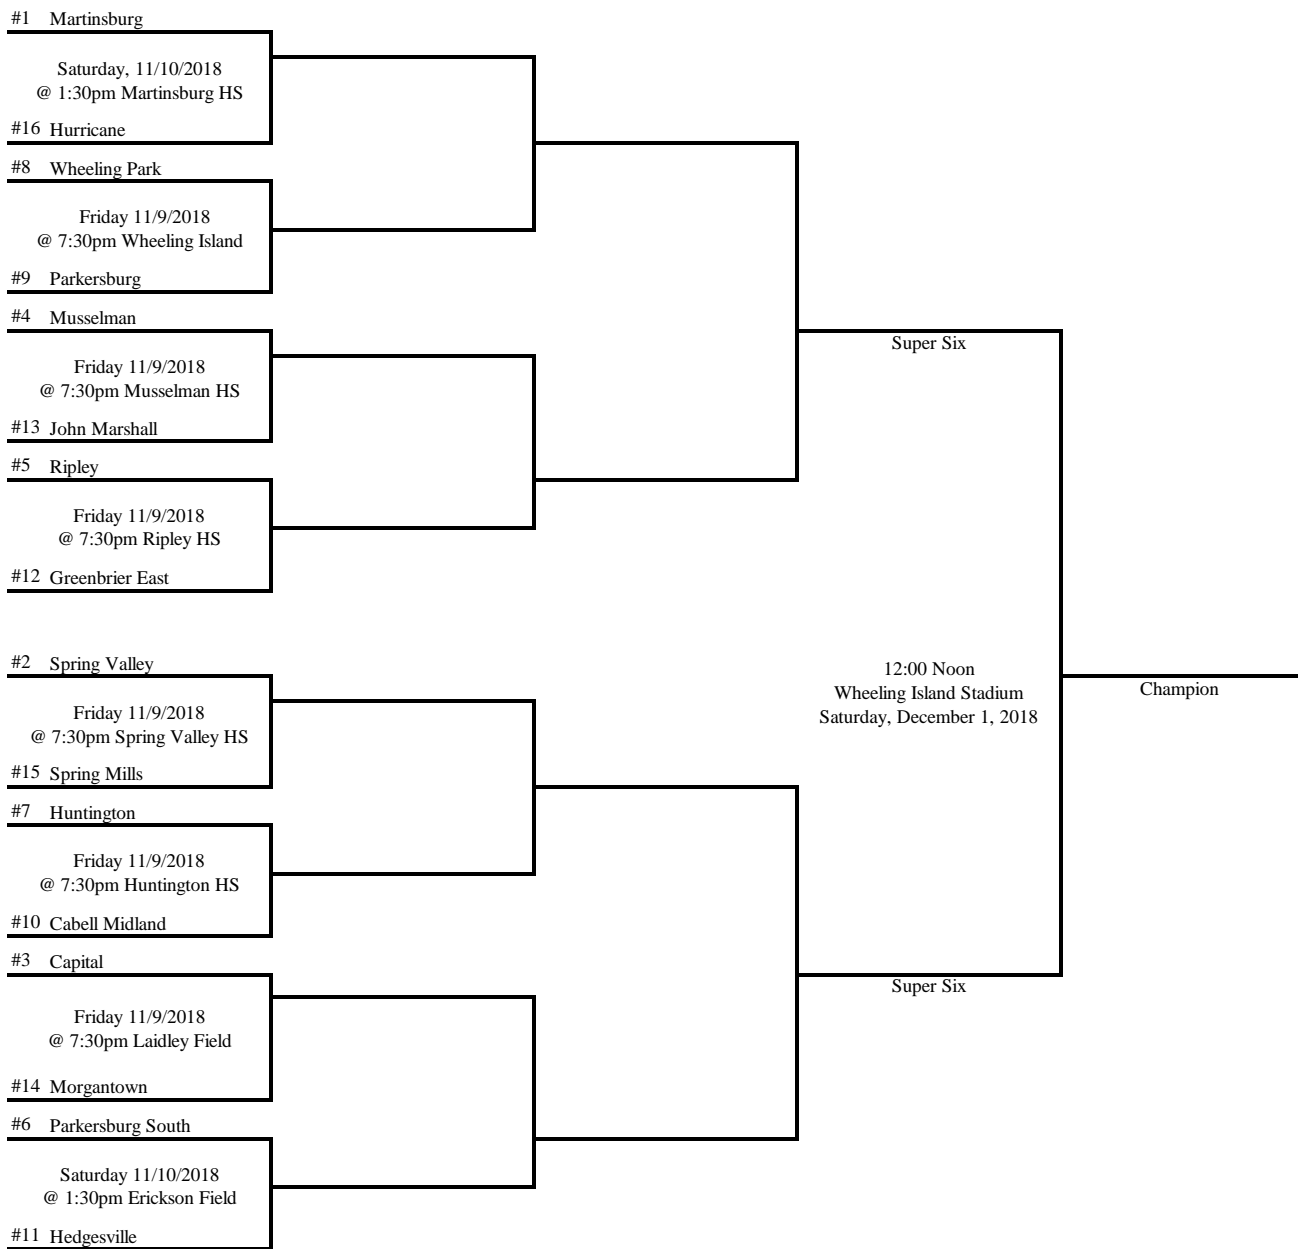 #1 Martinsburg
Saturday, 11/10/2018
@ 1:30pm Martinsburg HS
#16 Hurricane
#8 Wheeling Park
Friday 11/9/2018
@ 7:30pm Wheeling Island
#9 Parkersburg
#4 Musselman
Friday 11/9/2018
@ 7:30pm Musselman HS
#13 John Marshall
#5 Ripley
Friday 11/9/2018
@ 7:30pm Ripley HS
#12 Greenbrier East
#2 Spring Valley
Friday 11/9/2018
@ 7:30pm Spring Valley HS
#15 Spring Mills
#7 Huntington
Friday 11/9/2018
@ 7:30pm Huntington HS
#10 Cabell Midland
#3 Capital
Friday 11/9/2018
@ 7:30pm Laidley Field
#14 Morgantown
#6 Parkersburg South
Saturday 11/10/2018
@ 1:30pm Erickson Field
#11 Hedgesville
Super Six
12:00 Noon
Wheeling Island Stadium
Saturday, December 1, 2018
Super Six
Champion